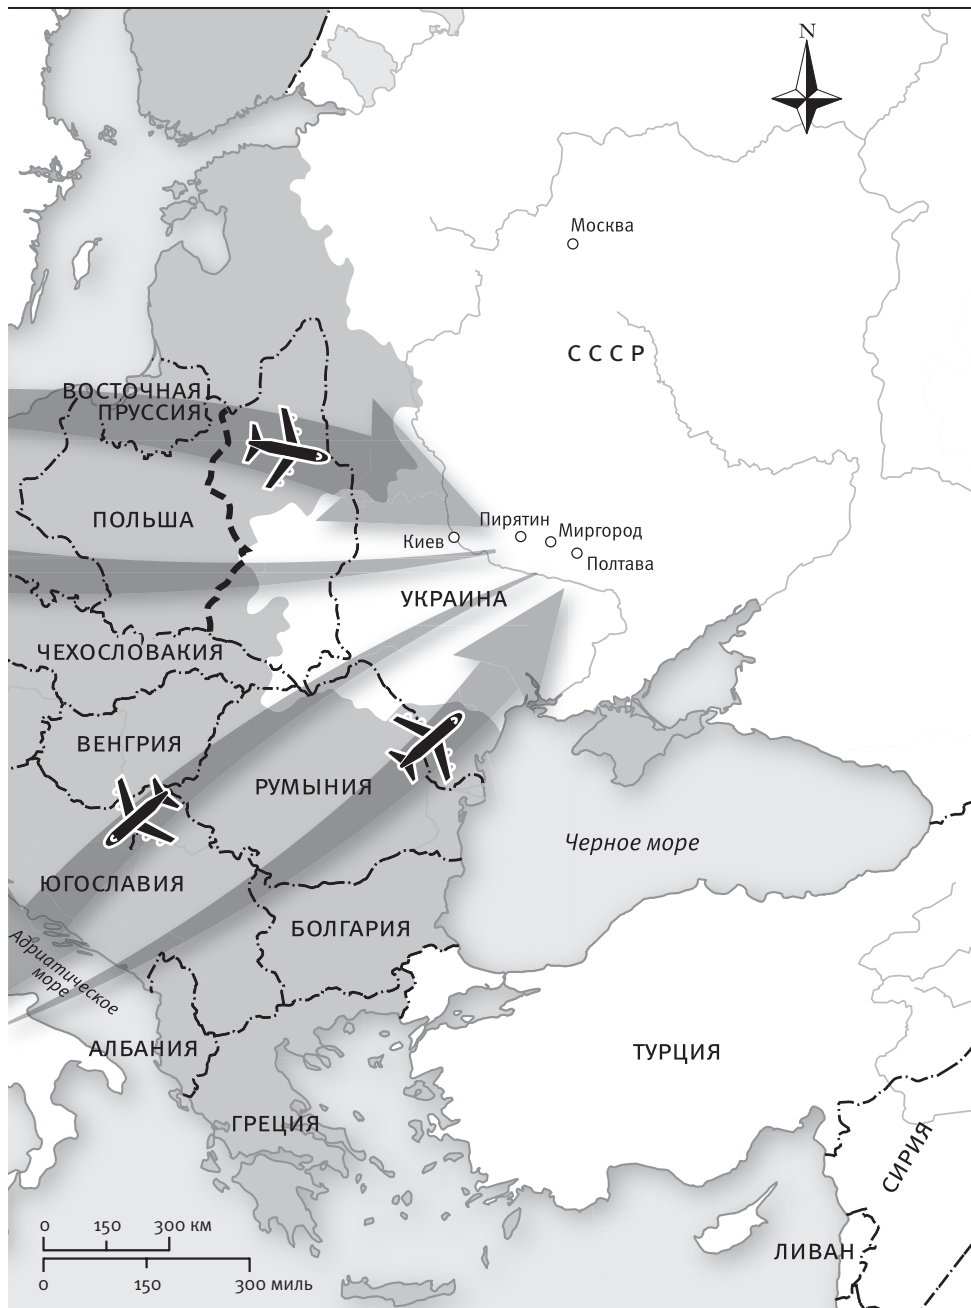 N
Москва
СССР
ВОСТОЧНАЯ
ПРУССИЯ
ПОЛЬША
Пирятин
Миргород
Киев
Полтава
УКРАИНА
ЧЕХОСЛОВАКИЯ
ВЕНГРИЯ
РУМЫНИЯ
Черное море
ЮГОСЛАВИЯ
БОЛГАРИЯ
Адриатическое
море
АЛБАНИЯ
ТУРЦИЯ
ГРЕЦИЯ
СИРИЯ
ЛИВАН
0 150 300 км
0 150 300 миль